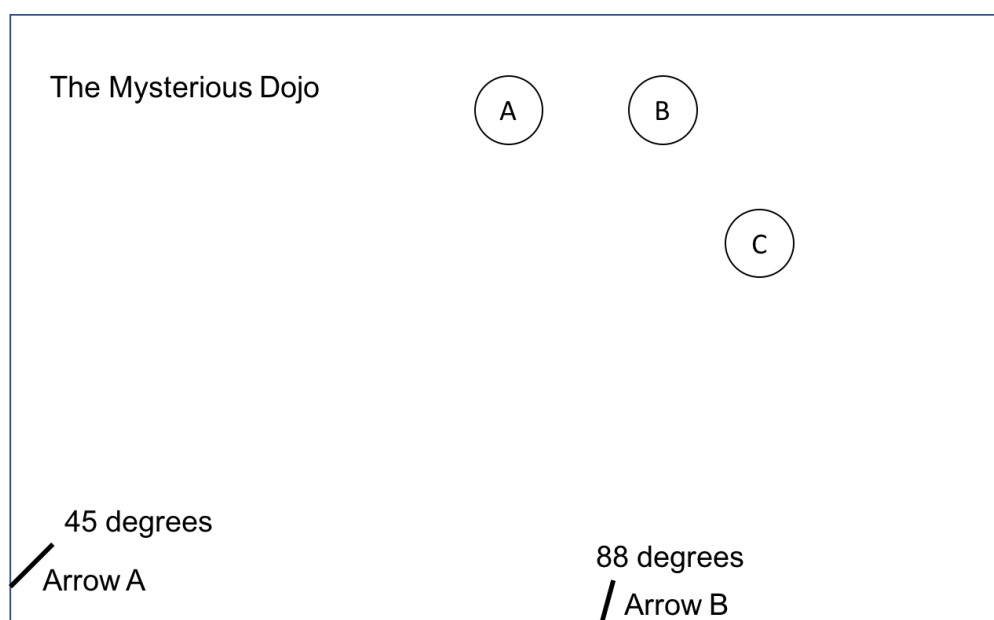 The Mysterious Dojo
A
B
C
45 degrees
Arrow A
88 degrees
Arrow B